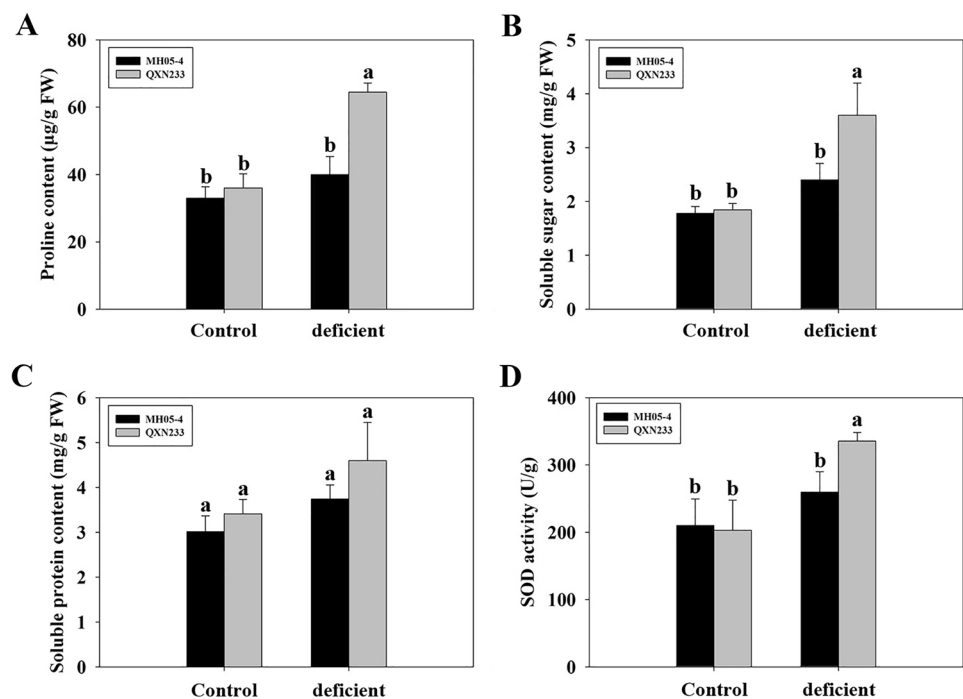 A
Proline content (µg/g FW)
80
60
40
20
0
MH05-4
QXN233
b
b
b
a
Control
deficient
B
Soluble sugar content (mg/g FW)
5
4
3
2
1
0
MH05-4
QXN233
b
b
b
a
Control
deficient
C
Soluble protein content (mg/g FW)
6
5
4
3
2
1
0
MH05-4
QXN233
a
a
a
a
Control
deficient
D
SOD activity (U/g)
400
300
200
100
0
MH05-4
QXN233
b
b
b
a
Control
deficient